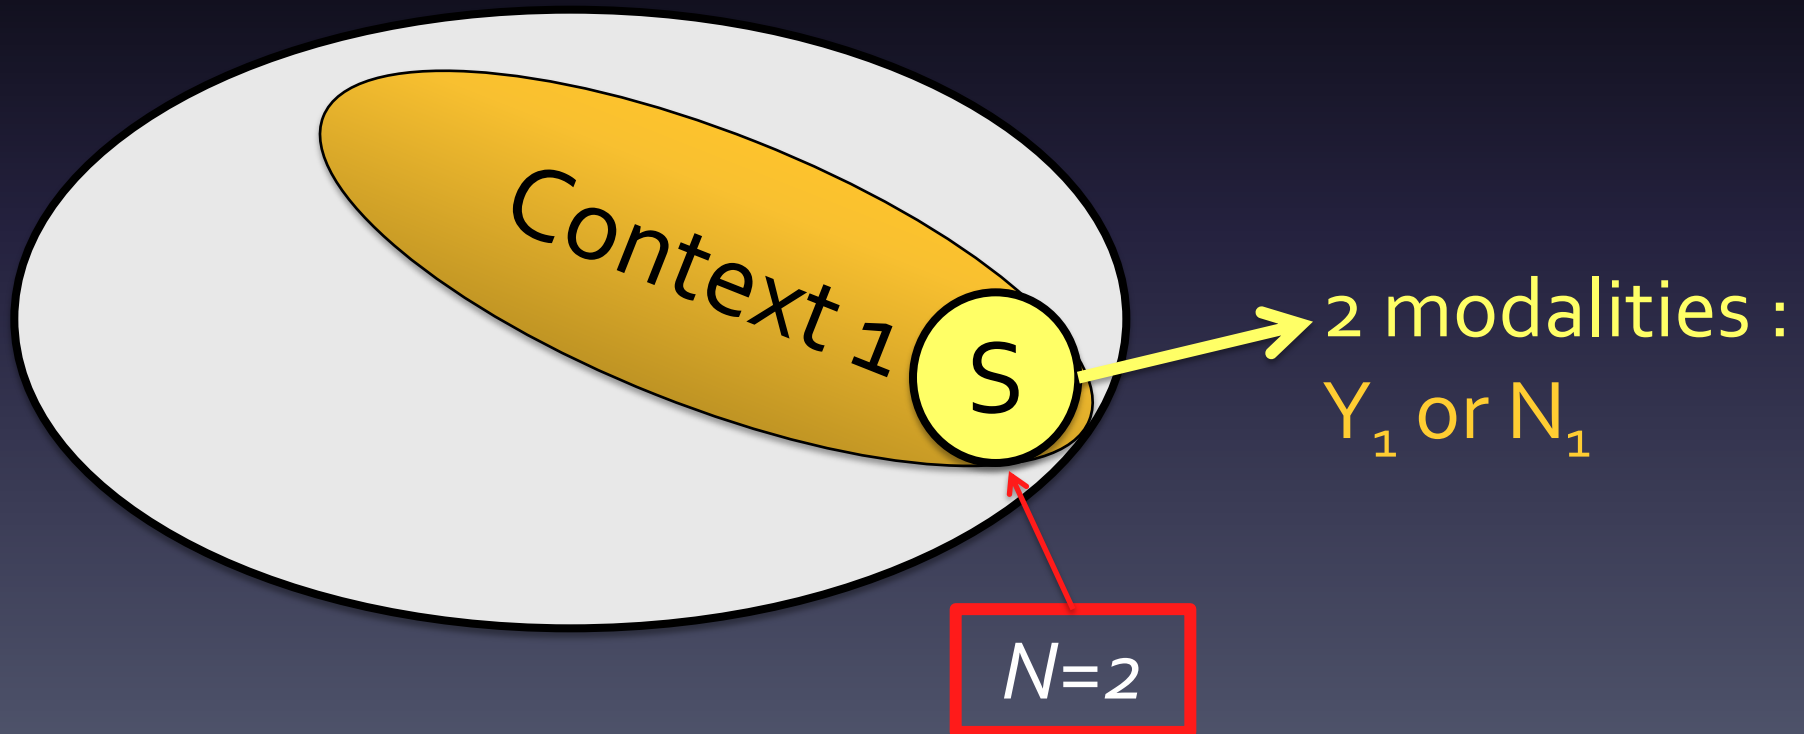 Context 1
S
2 modalities :
Y₁ or N₁
N=2